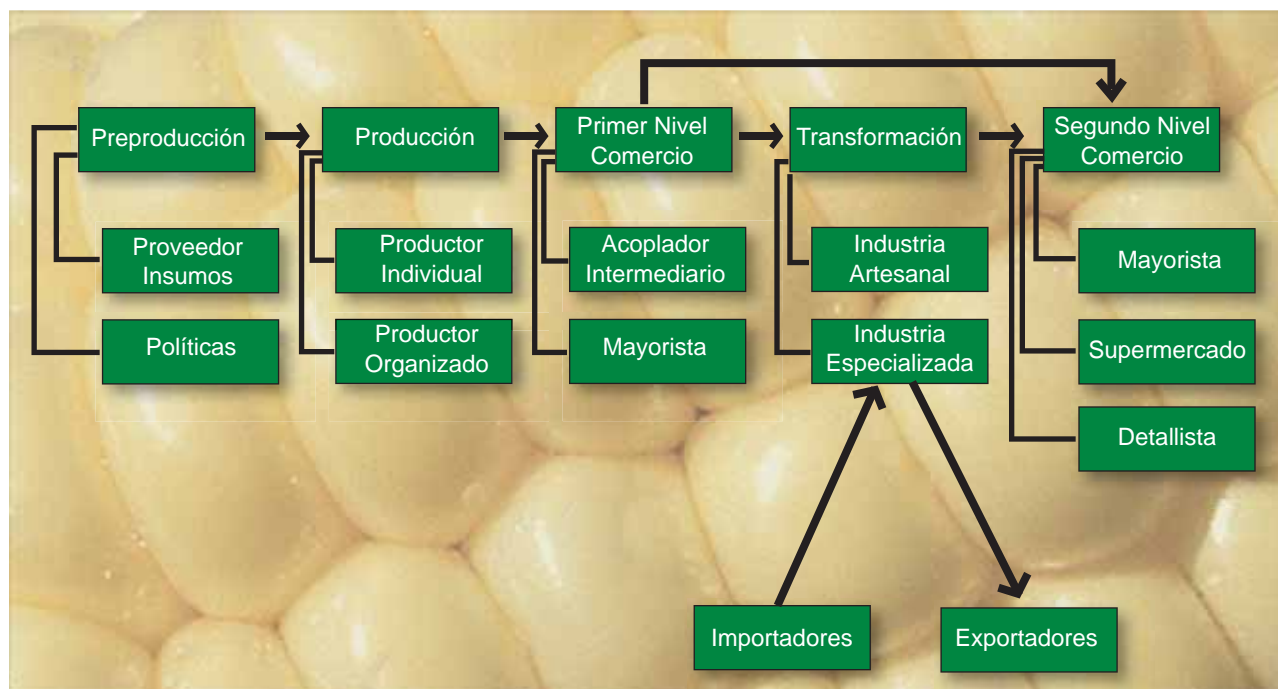 Preproducción
Producción
Primer Nivel
Comercio
Transformación
Segundo Nivel
Comercio
Proveedor
Insumos
Políticas
Productor
Individual
Productor
Organizado
Acoplador
Intermediario
Mayorista
Industria
Artesanal
Industria
Especializada
Mayorista
Supermercado
Detallista
Importadores
Exportadores